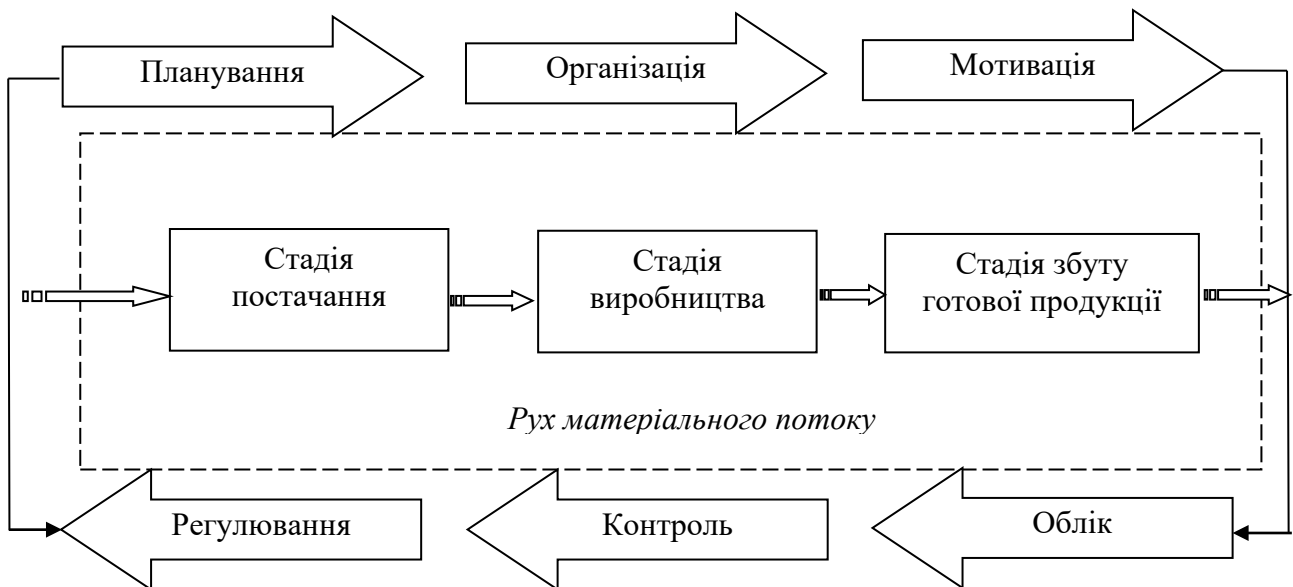 Планування
Організація
Мотивація
Стадія
постачання
Стадія
виробництва
Стадія збуту
готової продукції
Рух матеріального потоку
Регулювання
Контроль
Облік